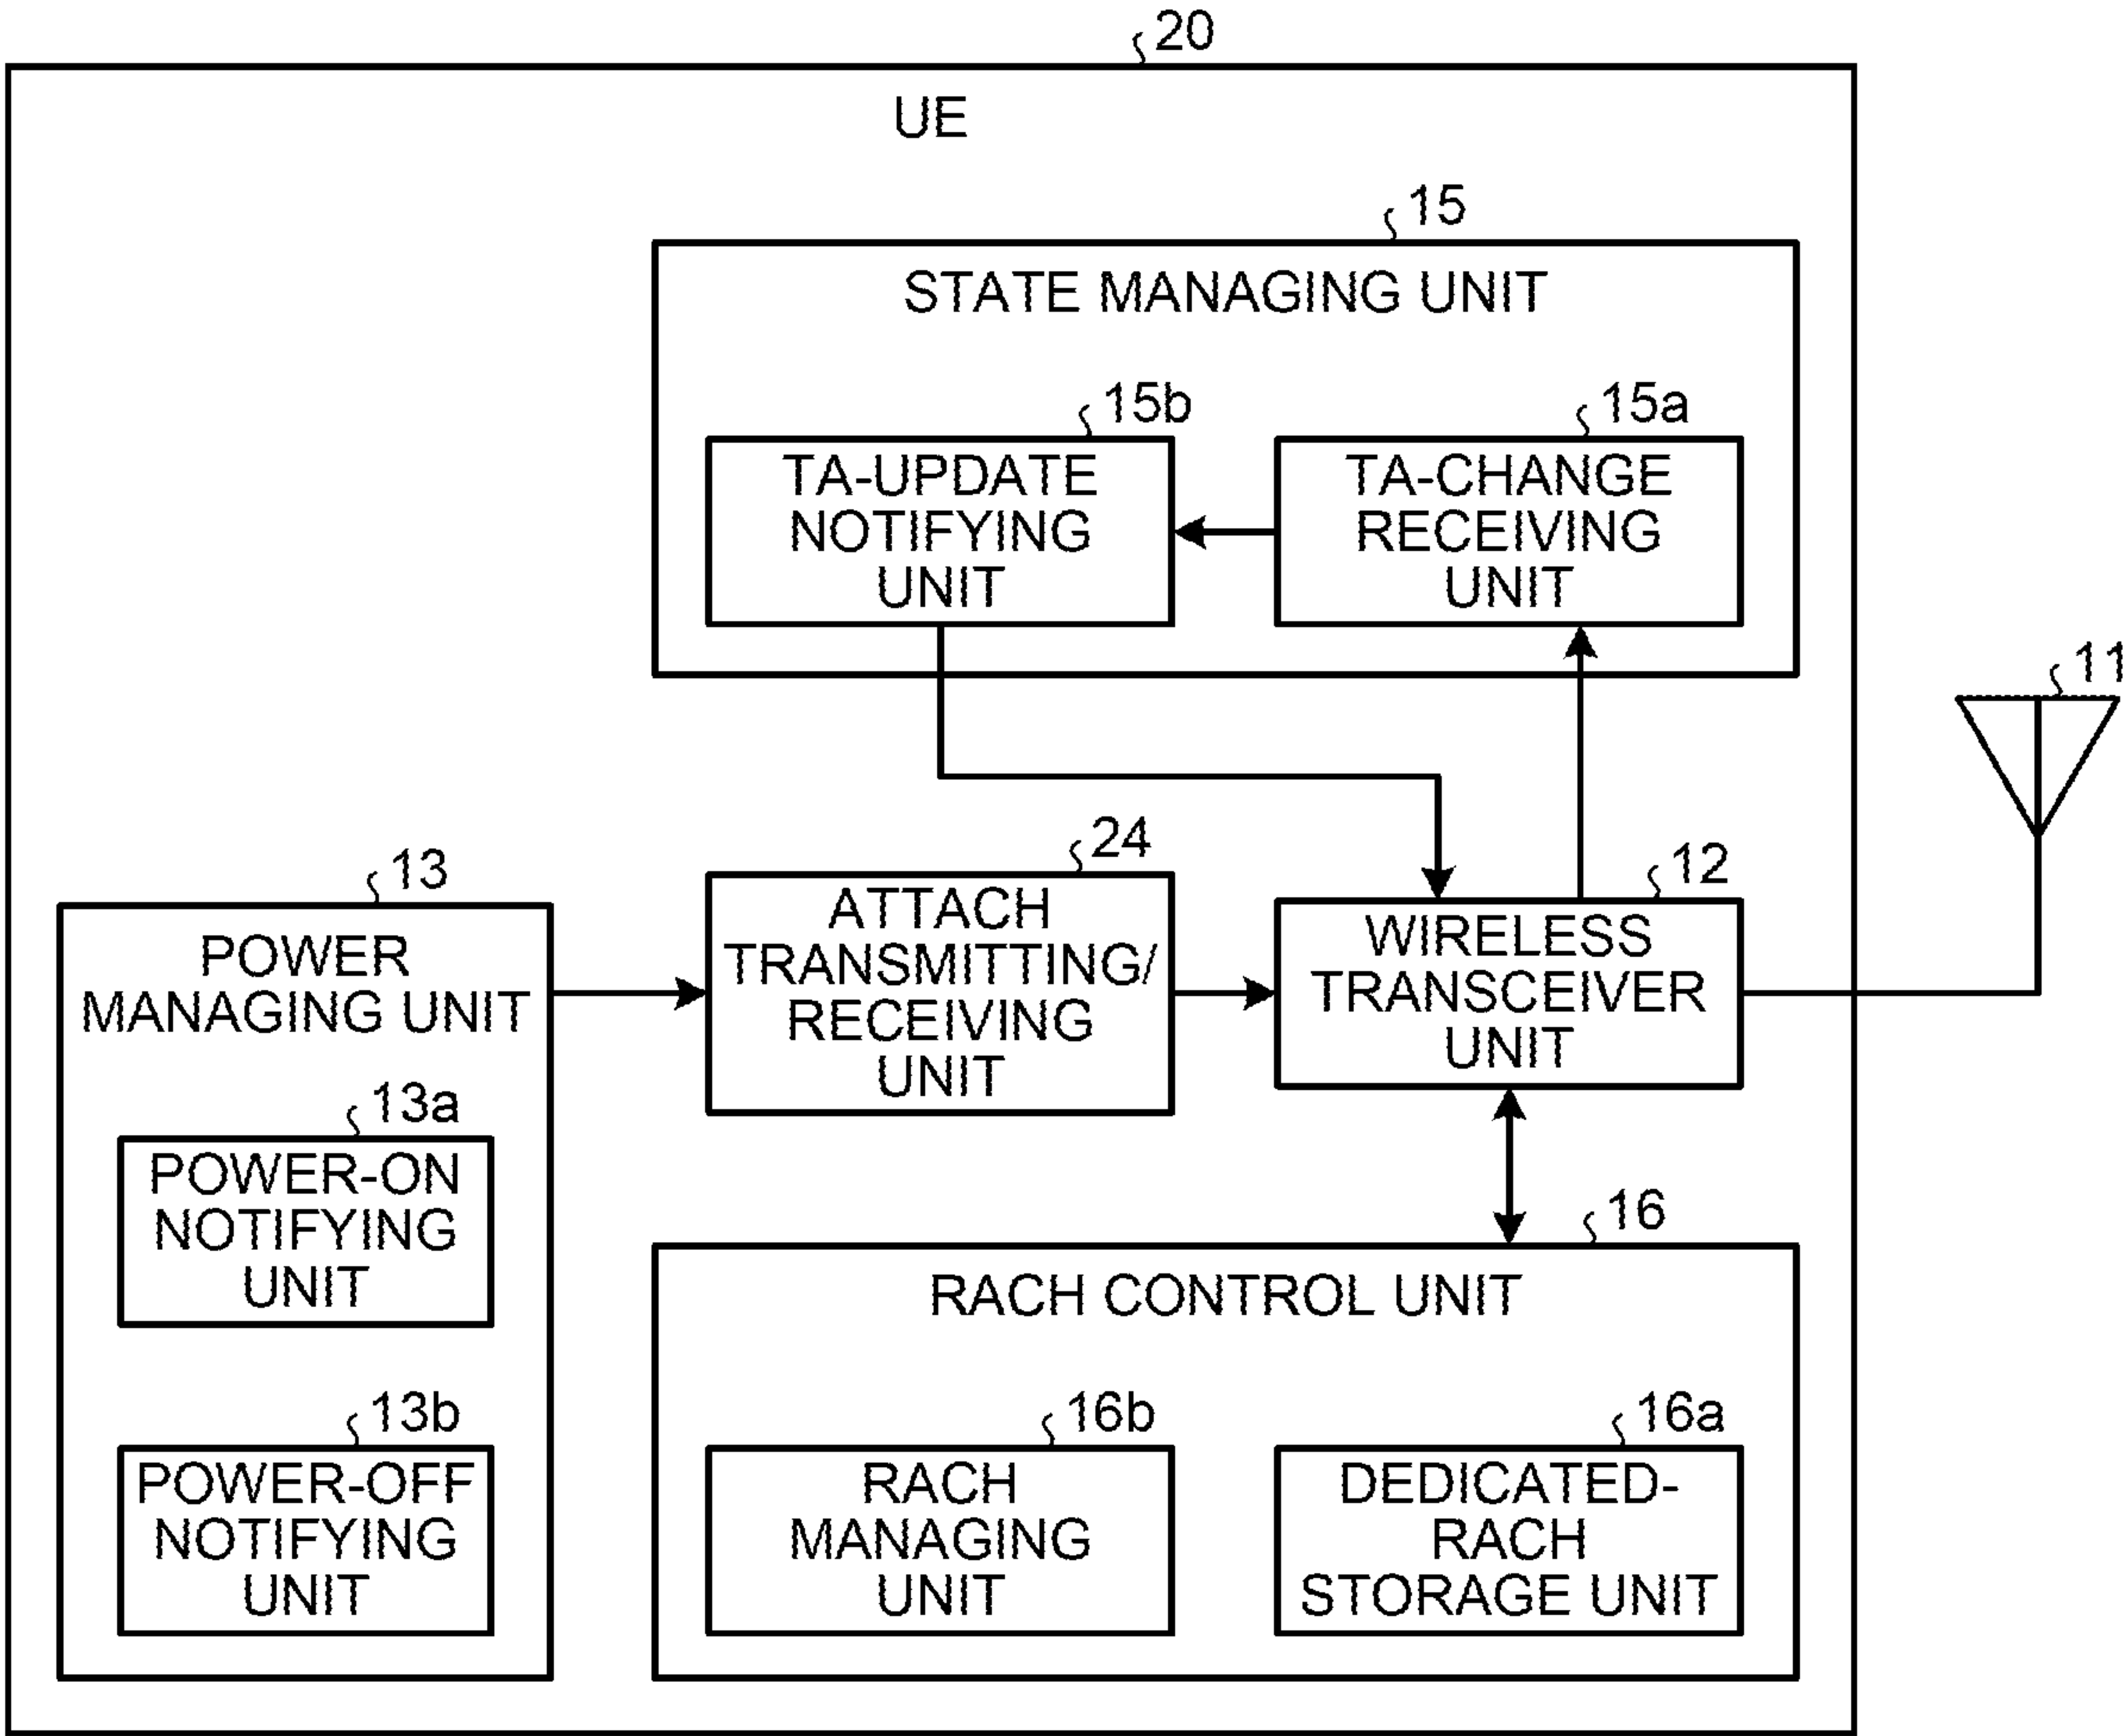 20
UE
15
STATE MANAGING UNIT
15b
TA-UPDATE
NOTIFYING
UNIT
15a
TA-CHANGE
RECEIVING
UNIT
11
13
POWER
MANAGING UNIT
24
ATTACH
TRANSMITTING/
RECEIVING
UNIT
12
WIRELESS
TRANSCEIVER
UNIT
13a
POWER-ON
NOTIFYING
UNIT
13b
POWER-OFF
NOTIFYING
UNIT
16
RACH CONTROL UNIT
16b
RACH
MANAGING
UNIT
16a
DEDICATED-
RACH
STORAGE UNIT